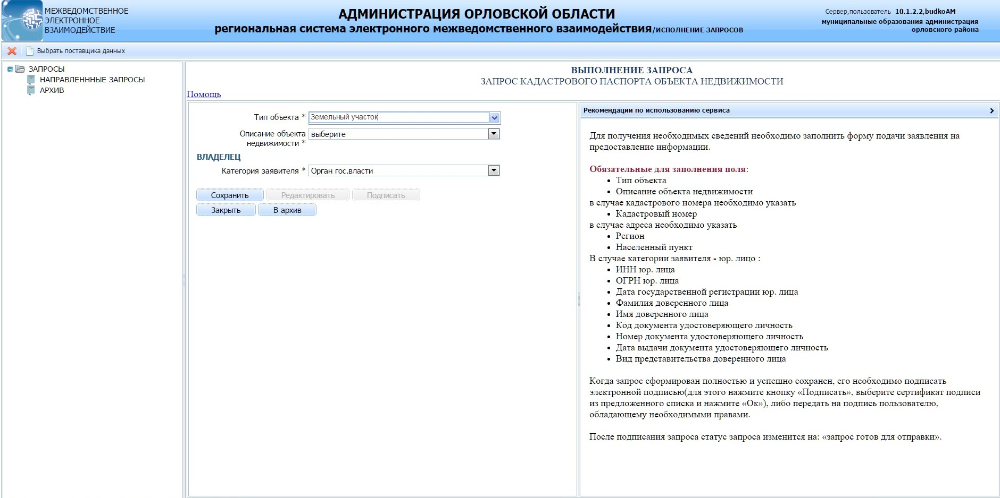 МЕЖВЕДОМСТВЕННОЕ
ЭЛЕКТРОННОЕ
ВЗАИМОДЕЙСТВИЕ
АДМИНИСТРАЦИЯ ОРЛОВСКОЙ ОБЛАСТИ
региональная система электронного межведомственного взаимодействия/ИСПОЛНЕНИЕ ЗАПРОСОВ
Сервер,пользователь 10.1.2.2,budkoAM
муниципальные образования администрация
орловского района
Выбрать поставщика данных
ЗАПРОСЫ
НАПРАВЛЕНННЫЕ ЗАПРОСЫ
АРХИВ
ВЫПОЛНЕНИЕ ЗАПРОСА
ЗАПРОС КАДАСТРОВОГО ПАСПОРТА ОБЪЕКТА НЕДВИЖИМОСТИ
Помошь
Тип объекта * Земельный участок
Описание объекта
недвижимости * выберите
ВЛАДЕЛЕЦ
Категория заявителя * Орган гос.власти
Сохранить Редактировать Подписать
Закрыть В архив
Рекомендации по использованию сервиса
Для получения необходимых сведений необходимо заполнить форму подачи заявления на
предоставление информации.
Обязательные для заполнения поля:
• Тип объекта
• Описание объекта недвижимости
в случае кадастрового номера необходимо указать
• Кадастровый номер
в случае адреса необходимо указать
• Регион
• Населенный пункт
В случае категории заявителя - юр. лицо :
• ИНН юр. лица
• ОГРН юр. лица
• Дата государственной регистрации юр. лица
• Фамилия доверенного лица
• Имя доверенного лица
• Код документа удостоверяющего личность
• Номер документа удостоверяющего личность
• Дата выдачи документа удостоверяющего личность
• Вид представительства доверенного лица
Когда запрос сформирован полностью и успешно сохранен, его необходимо подписать
электронной подписью(для этого нажмите кнопку «Подписать», выберите сертификат подписи
из предложенного списка и нажмите «Ок»), либо передать на подпись пользователю,
обладающему необходимыми правами.
После подписания запроса статус запроса изменится на: «запрос готов для отправки».